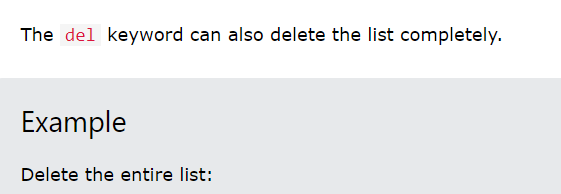 The del keyword can also delete the list completely.
Example
Delete the entire list: